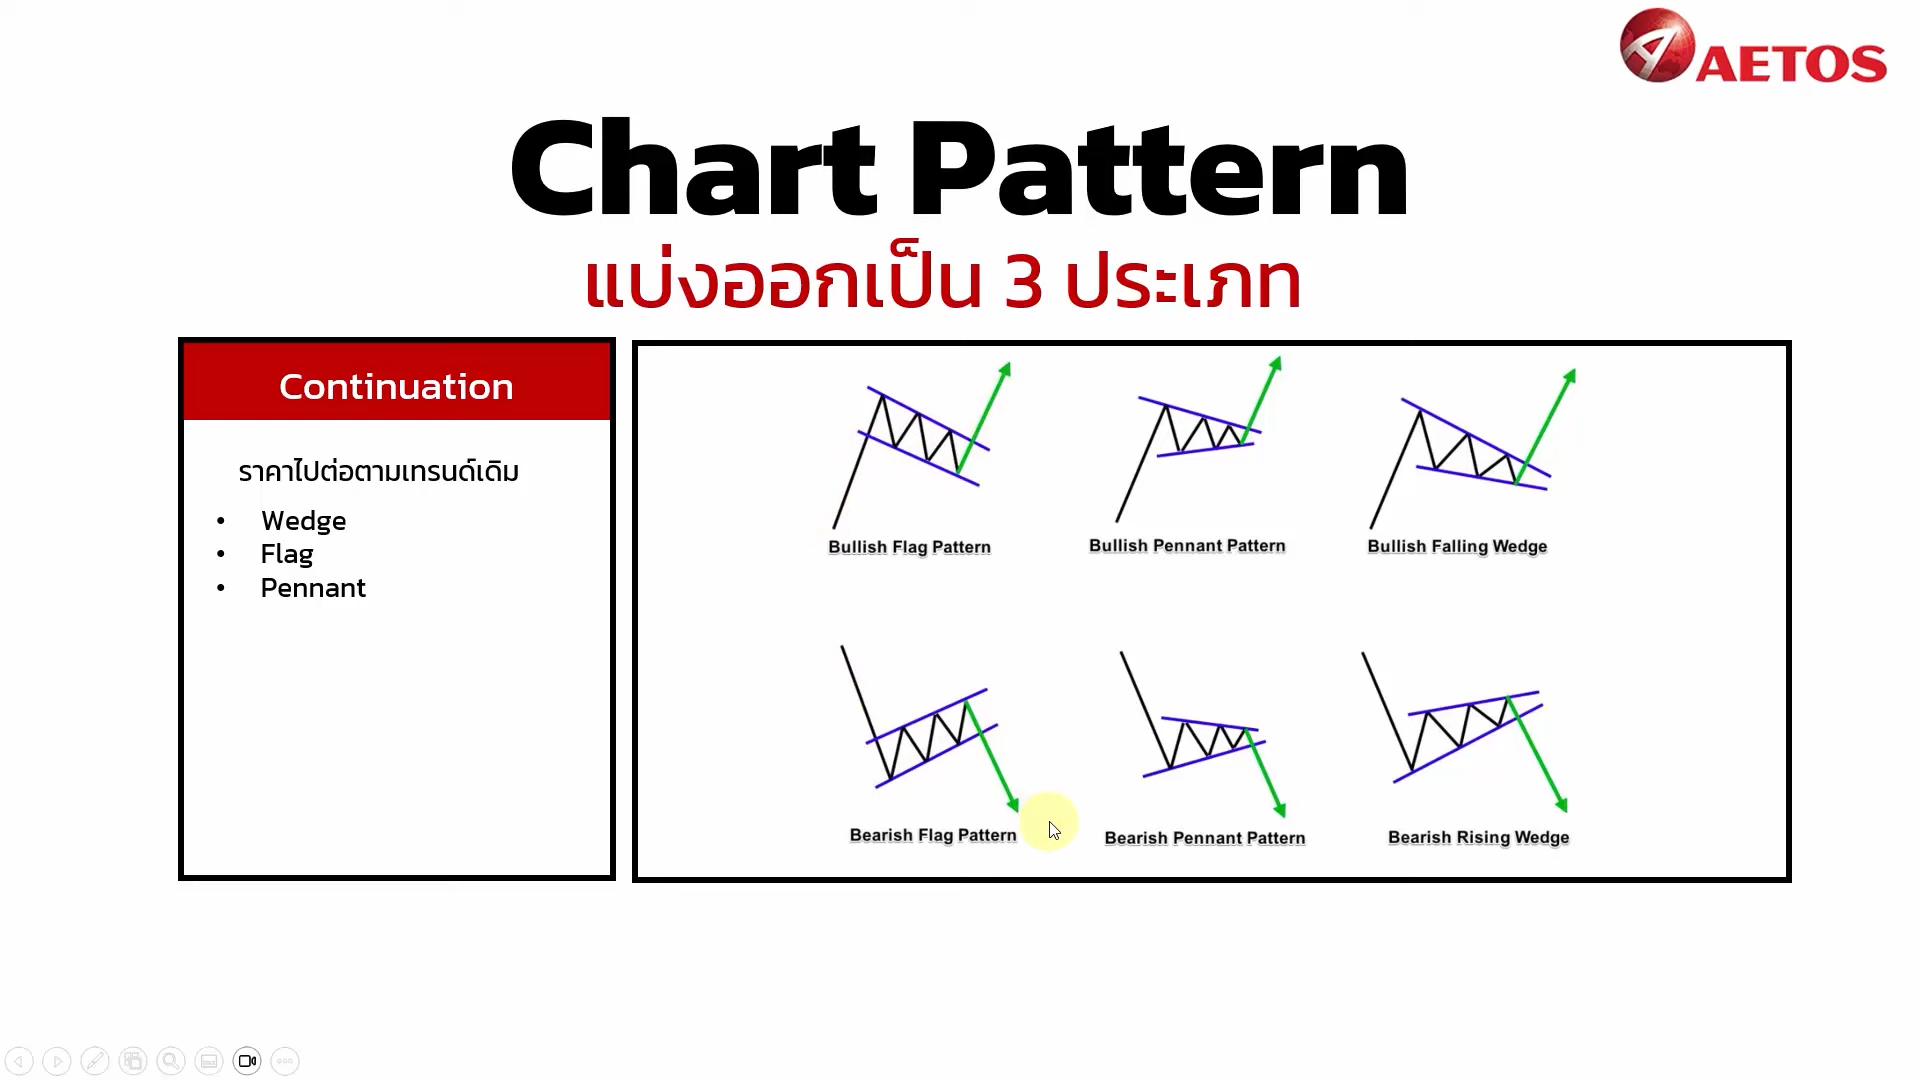 AETOS
Chart Pattern
แบ่งออกเป็น 3 ประเภท
Continuation
ราคาไปต่อตามเทรนด์เดิม
• Wedge
• Flag
• Pennant
Bullish Flag Pattern
Bullish Pennant Pattern
Bullish Falling Wedge
Bearish Flag Pattern
Bearish Pennant Pattern
Bearish Rising Wedge